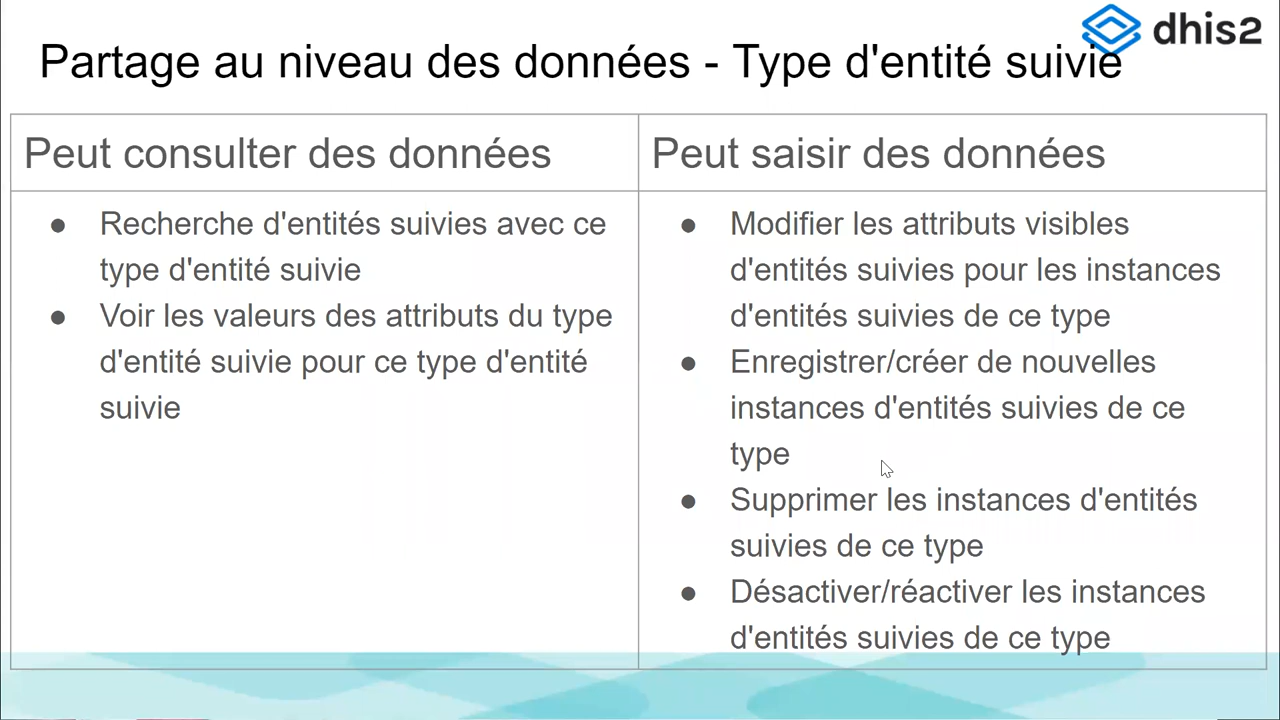 dhis2
Partage au niveau des données - Type d'entité suivie
Peut consulter des données
Recherche d'entités suivies avec ce
type d'entité suivie
Voir les valeurs des attributs du type
d'entité suivie pour ce type d'entité
suivie
Peut saisir des données
Modifier les attributs visibles
d'entités suivies pour les instances
d'entités suivies de ce type
Enregistrer/créer de nouvelles
instances d'entités suivies de ce
type
Supprimer les instances d'entités
suivies de ce type
Désactiver/réactiver les instances
d'entités suivies de ce type